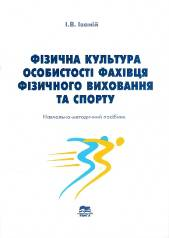 І.В. Іваній
ФІЗИЧНА КУЛЬТУРА
ОСОБИСТОСТІ ФАХІВЦЯ
ФІЗИЧНОГО ВИХОВАННЯ
ТА СПОРТУ
Навчально-методичний посібник